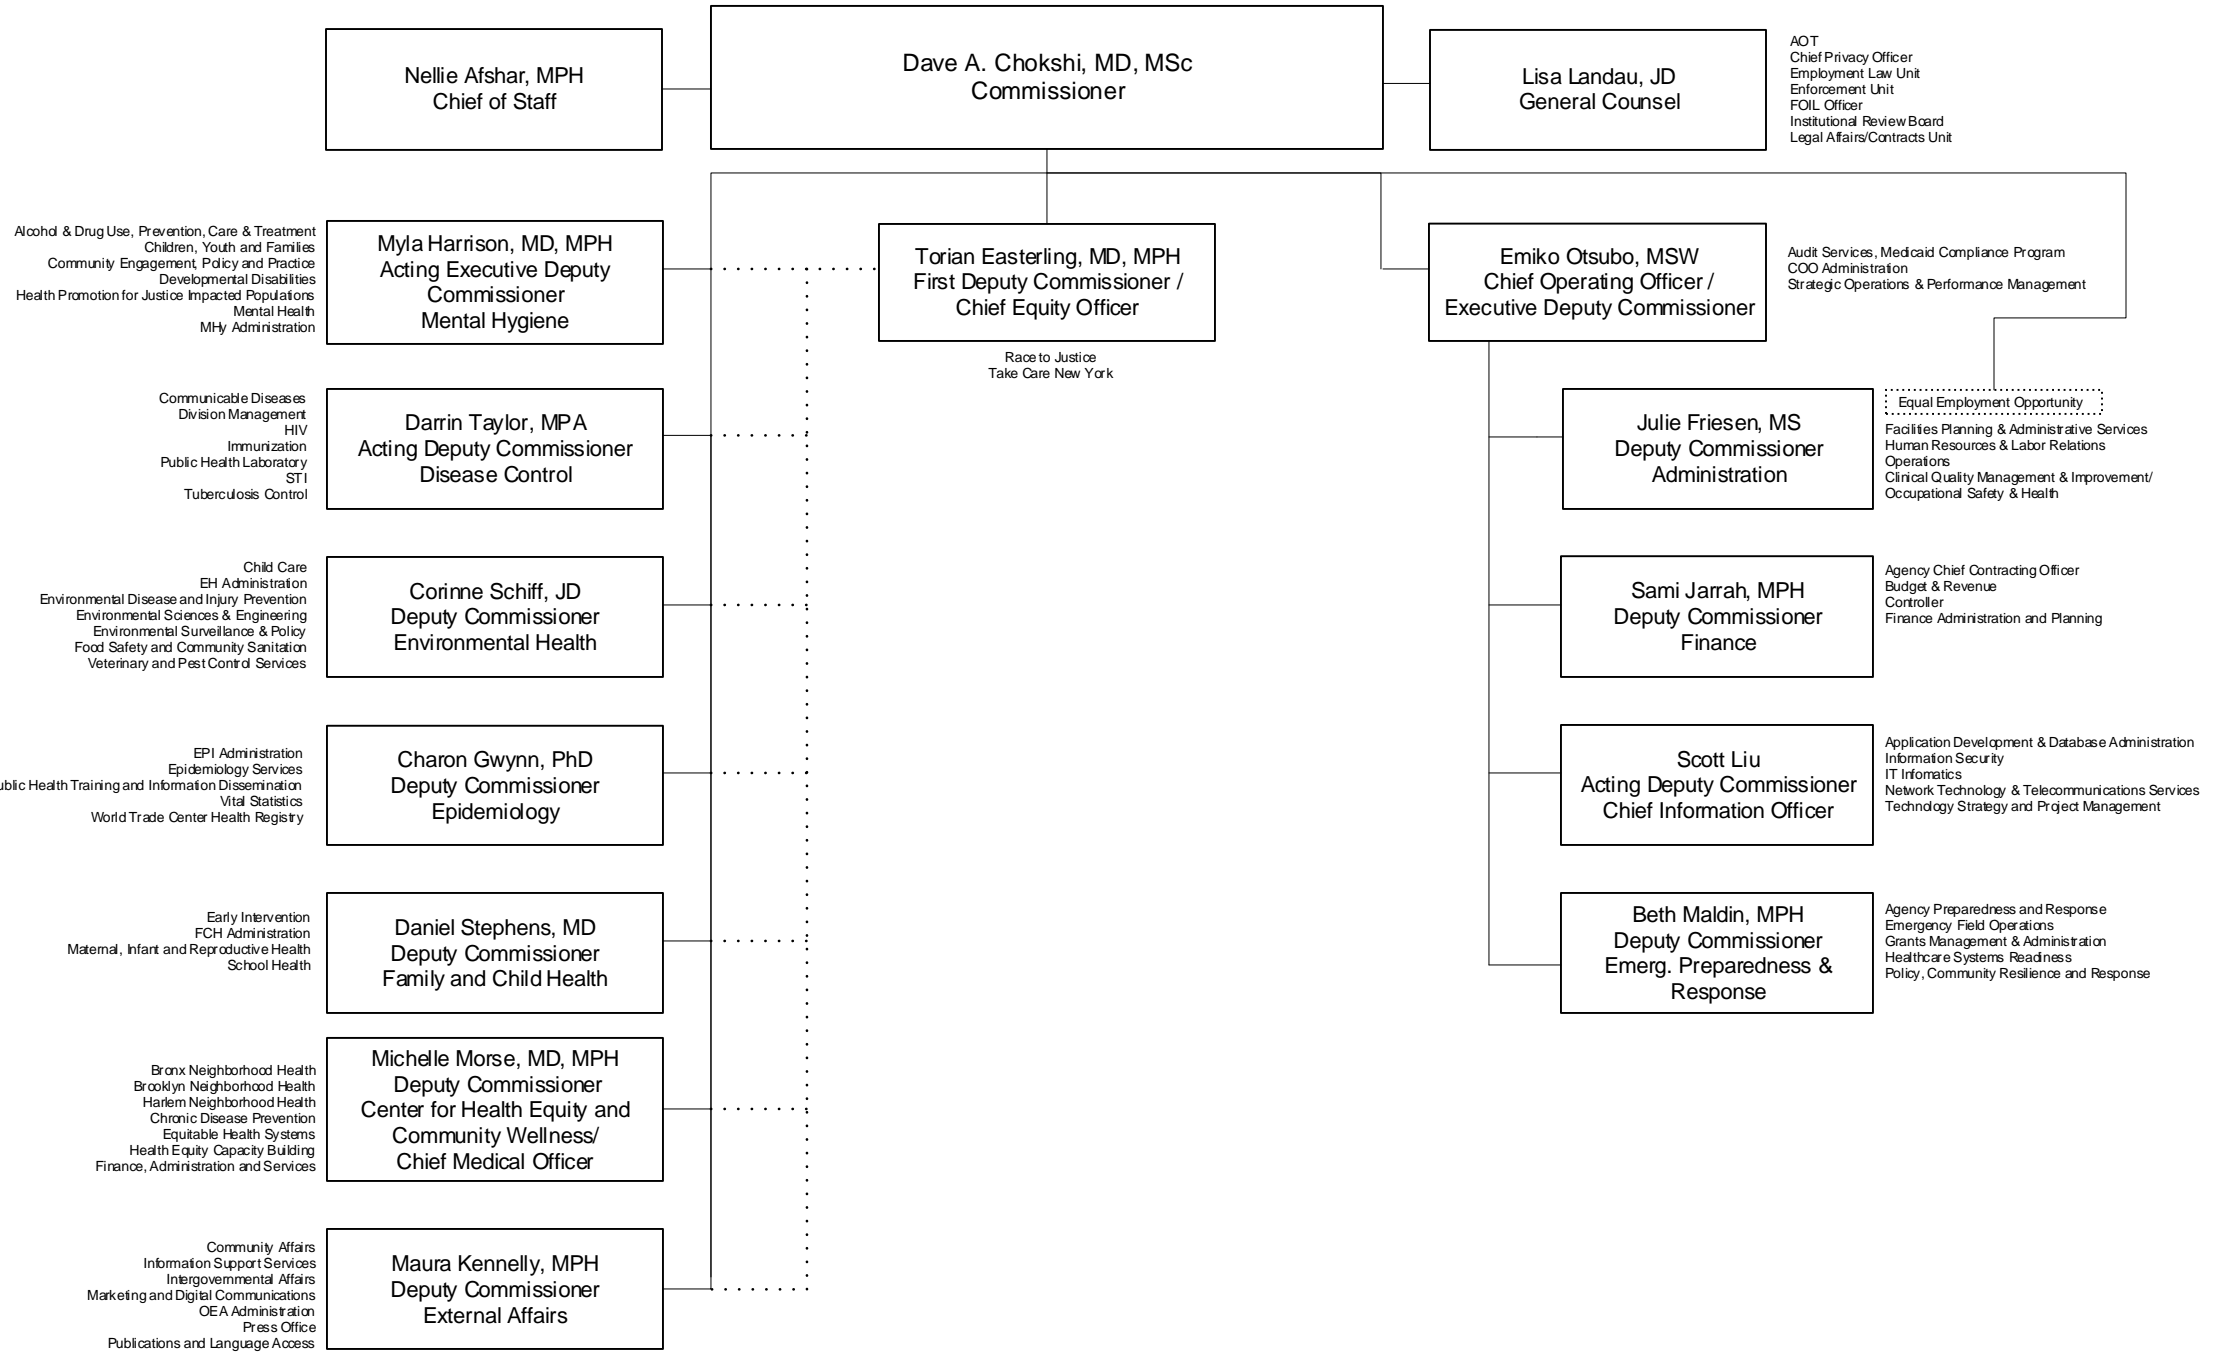 Nellie Afshar, MPH
Chief of Staff
Dave A. Chokshi, MD, MSc
Commissioner
Lisa Landau, JD
General Counsel
AOT
Chief Privacy Officer
Employment Law Unit
Enforcement Unit
FOIL Officer
Institutional Review Board
Legal Affairs/Contracts Unit
Alcohol & Drug Use, Prevention, Care & Treatment
Children, Youth and Families
Community Engagement, Policy and Practice
Developmental Disabilities
Health Promotion for Justice Impacted Populations
Mental Health
MHy Administration
Myla Harrison, MD, MPH
Acting Executive Deputy
Commissioner
Mental Hygiene
Torian Easterling, MD, MPH
First Deputy Commissioner /
Chief Equity Officer
Race to Justice
Take Care New York
Emiko Otsubo, MSW
Chief Operating Officer /
Executive Deputy Commissioner
Audit Services, Medicaid Compliance Program
COO Administration
Strategic Operations & Performance Management
Communicable Diseases
Division Management
HIV
Immunization
Public Health Laboratory
STI
Tuberculosis Control
Darrin Taylor, MPA
Acting Deputy Commissioner
Disease Control
Julie Friesen, MS
Deputy Commissioner
Administration
Equal Employment Opportunity
Facilities Planning & Administrative Services
Human Resources & Labor Relations
Operations
Clinical Quality Management & Improvement/
Occupational Safety & Health
Child Care
EH Administration
Environmental Disease and Injury Prevention
Environmental Sciences & Engineering
Environmental Surveillance & Policy
Food Safety and Community Sanitation
Veterinary and Pest Control Services
Corinne Schiff, JD
Deputy Commissioner
Environmental Health
Sami Jarrah, MPH
Deputy Commissioner
Finance
Agency Chief Contracting Officer
Budget & Revenue
Controller
Finance Administration and Planning
EPI Administration
Epidemiology Services
Health Training and Information Dissemination
Vital Statistics
World Trade Center Health Registry
Charon Gwynn, PhD
Deputy Commissioner
Epidemiology
Scott Liu
Acting Deputy Commissioner
Chief Information Officer
Application Development & Database Administration
Information Security
IT Infomatics
Network Technology & Telecommunications Services
Technology Strategy and Project Management
Early Intervention
FCH Administration
Maternal, Infant and Reproductive Health
School Health
Daniel Stephens, MD
Deputy Commissioner
Family and Child Health
Beth Maldin, MPH
Deputy Commissioner
Emerg. Preparedness &
Response
Agency Preparedness and Response
Emergency Field Operations
Grants Management & Administration
Healthcare Systems Readiness
Policy, Community Resilience and Response
Bronx Neighborhood Health
Brooklyn Neighborhood Health
Harlem Neighborhood Health
Chronic Disease Prevention
Equitable Health Systems
Health Equity Capacity Building
Finance, Administration and Services
Michelle Morse, MD, MPH
Deputy Commissioner
Center for Health Equity and
Community Wellness/
Chief Medical Officer
Community Affairs
Information Support Services
Intergovernmental Affairs
Marketing and Digital Communications
OEA Administration
Press Office
Publications and Language Access
Maura Kennelly, MPH
Deputy Commissioner
External Affairs